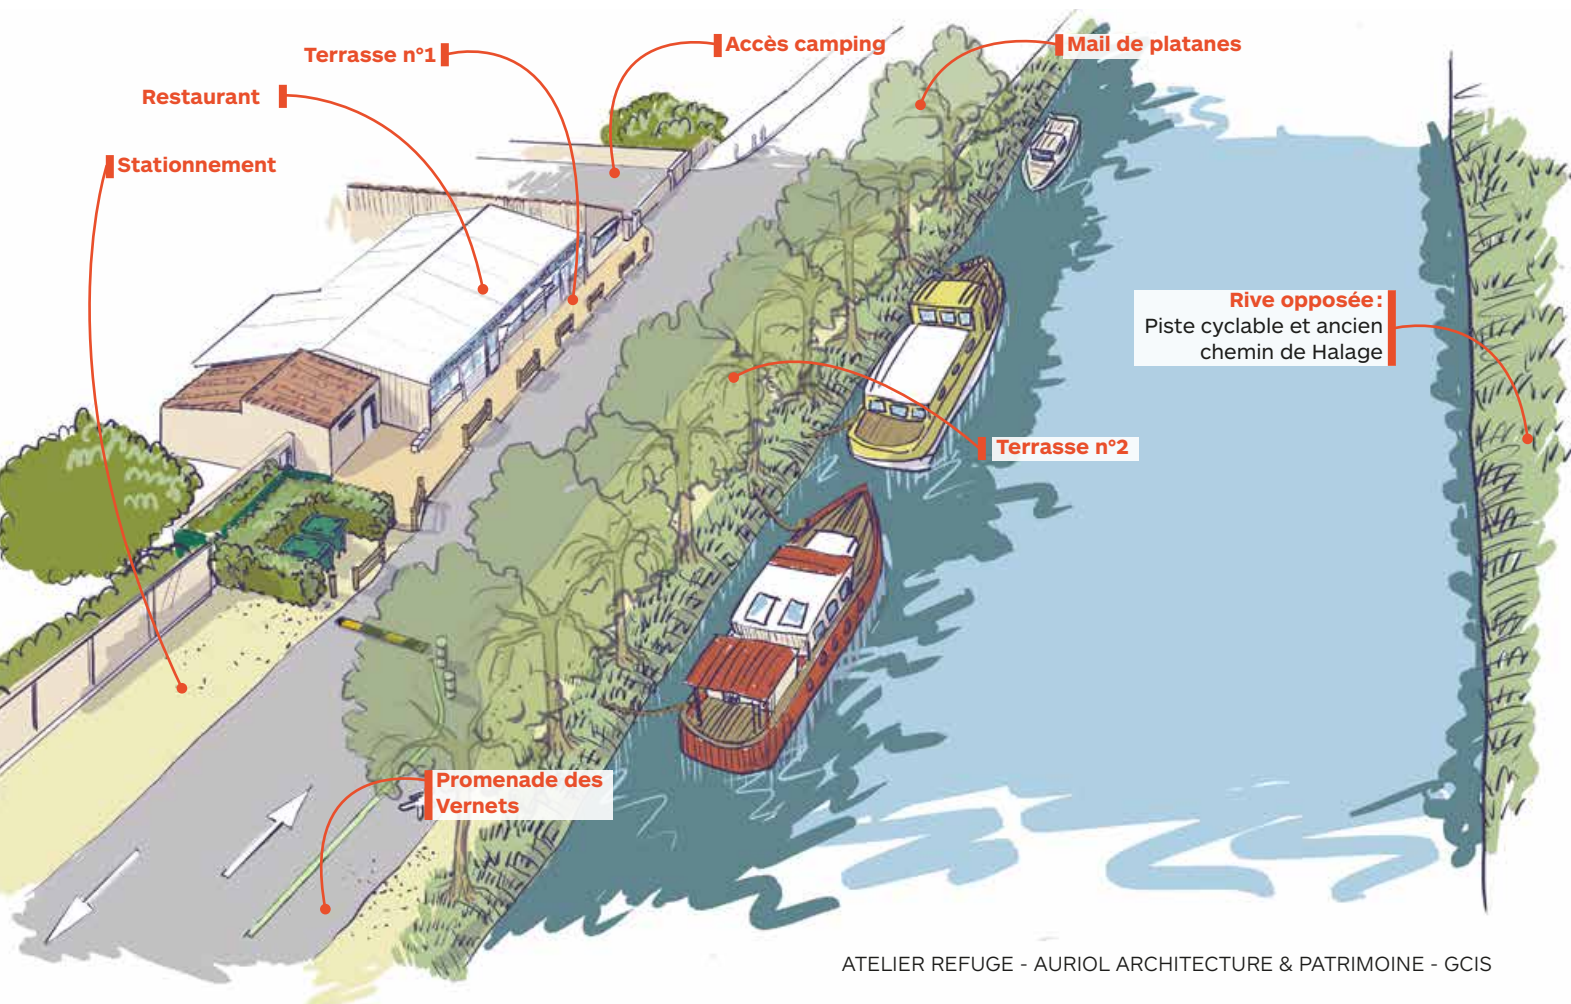 Terrasse n°1
Accès camping
Mail de platanes
Restaurant
Stationnement
Rive opposée :
Piste cyclable et ancien
chemin de Halage
Terrasse n°2
Promenade des
Vernets
ATELIER REFUGE - AURIOL ARCHITECTURE & PATRIMOINE - GCIS